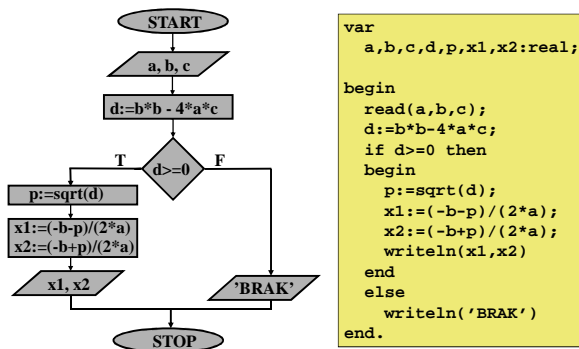 START
a, b, c
d:=b*b - 4*a*c
T
F
d>=0
p:=sqrt(d)
x1:=(-b-p)/(2*a)
x2:=(-b+p)/(2*a)
x1, x2
'BRAK'
STOP
var
a,b,c,d,p,x1,x2:real;
begin
read(a,b,c);
d:=b*b-4*a*c;
if d>=0 then
begin
p:=sqrt(d);
x1:=(-b-p)/(2*a);
x2:=(-b+p)/(2*a);
writeln(x1,x2)
end
else
writeln('BRAK')
end.